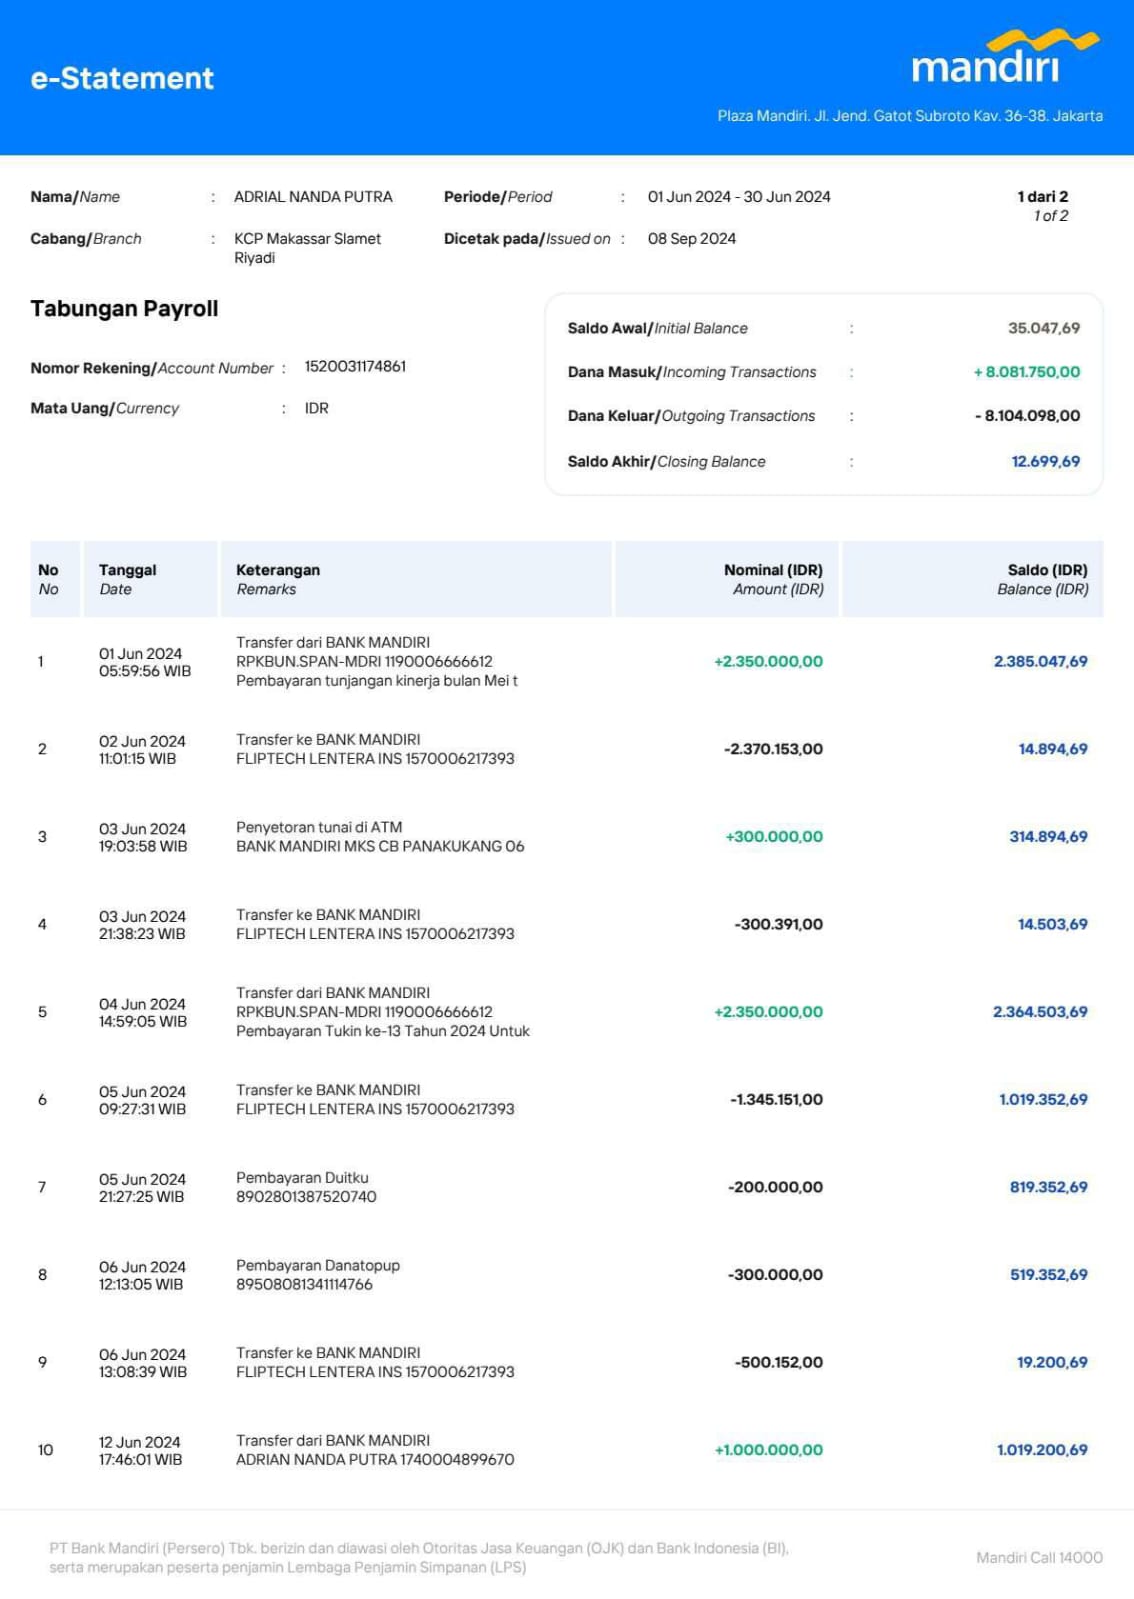 e-Statement
mandiri
Plaza Mandiri. Jl. Jend. Gatot Subroto Kav. 36-38. Jakarta
Nama/Name : ADRIAL NANDA PUTRA Periode/Period : 01 Jun 2024 - 30 Jun 2024 1 dari 2
1 of 2
Cabang/Branch : KCP Makassar Slamet Dicetak pada/Issued on : 08 Sep 2024
Riyadi
Tabungan Payroll
Nomor Rekening/Account Number : 1520031174861
Mata Uang/Currency : IDR
Saldo Awal/Initial Balance : 35.047,69
Dana Masuk/Incoming Transactions : + 8.081.750,00
Dana Keluar/Outgoing Transactions : - 8.104.098,00
Saldo Akhir/Closing Balance : 12.699,69
No Tanggal Keterangan Nominal (IDR) Saldo (IDR)
No Date Remarks Amount (IDR) Balance (IDR)
Transfer dari BANK MANDIRI
1 01 Jun 2024 RPKBUN.SPAN-MDRI 1190006666612 +2.350.000,00 2.385.047,69
05:59:56 WIB Pembayaran tunjangan kinerja bulan Mei t
2 02 Jun 2024 Transfer ke BANK MANDIRI -2.370.153,00 14.894,69
11:01:15 WIB FLIPTECH LENTERA INS 1570006217393
3 03 Jun 2024 Penyetoran tunai di ATM +300.000,00 314.894,69
19:03:58 WIB BANK MANDIRI MKS CB PANAKUKANG 06
4 03 Jun 2024 Transfer ke BANK MANDIRI -300.391,00 14.503,69
21:38:23 WIB FLIPTECH LENTERA INS 1570006217393
Transfer dari BANK MANDIRI
5 04 Jun 2024 RPKBUN.SPAN-MDRI 1190006666612 +2.350.000,00 2.364.503,69
14:59:05 WIB Pembayaran Tukin ke-13 Tahun 2024 Untuk
6 05 Jun 2024 Transfer ke BANK MANDIRI -1.345.151,00 1.019.352,69
09:27:31 WIB FLIPTECH LENTERA INS 1570006217393
7 05 Jun 2024 Pembayaran Duitku -200.000,00 819.352,69
21:27:25 WIB 8902801387520740
8 06 Jun 2024 Pembayaran Danatopup -300.000,00 519.352,69
12:13:05 WIB 89508081341114766
9 06 Jun 2024 Transfer ke BANK MANDIRI -500.152,00 19.200,69
13:08:39 WIB FLIPTECH LENTERA INS 1570006217393
10 12 Jun 2024 Transfer dari BANK MANDIRI +1.000.000,00 1.019.200,69
17:46:01 WIB ADRIAN NANDA PUTRA 1740004899670
PT Bank Mandiri (Persero) Tbk. berizin dan diawasi oleh Otoritas Jasa Keuangan (OJK) dan Bank Indonesia (BI),
serta merupakan peserta penjamin Lembaga Penjamin Simpanan (LPS)
Mandiri Call 14000